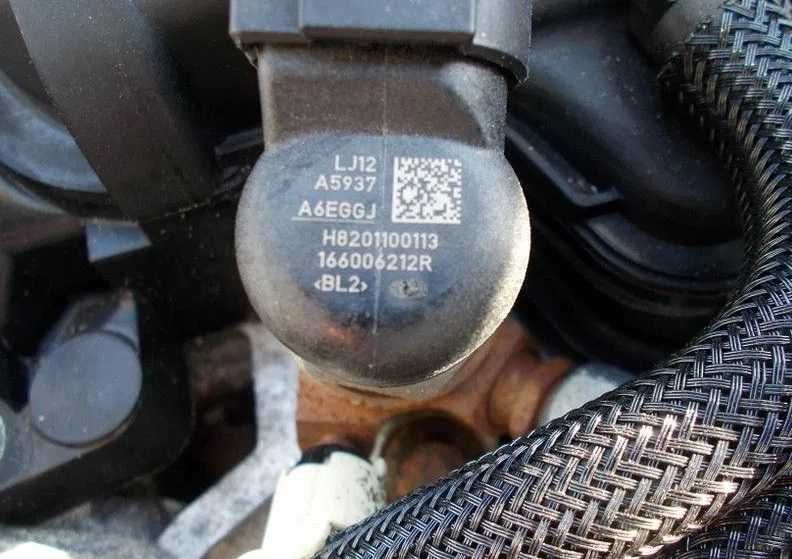 LJ12
A5937
A6EGGJ
H8201100113
166006212R
<BL2>